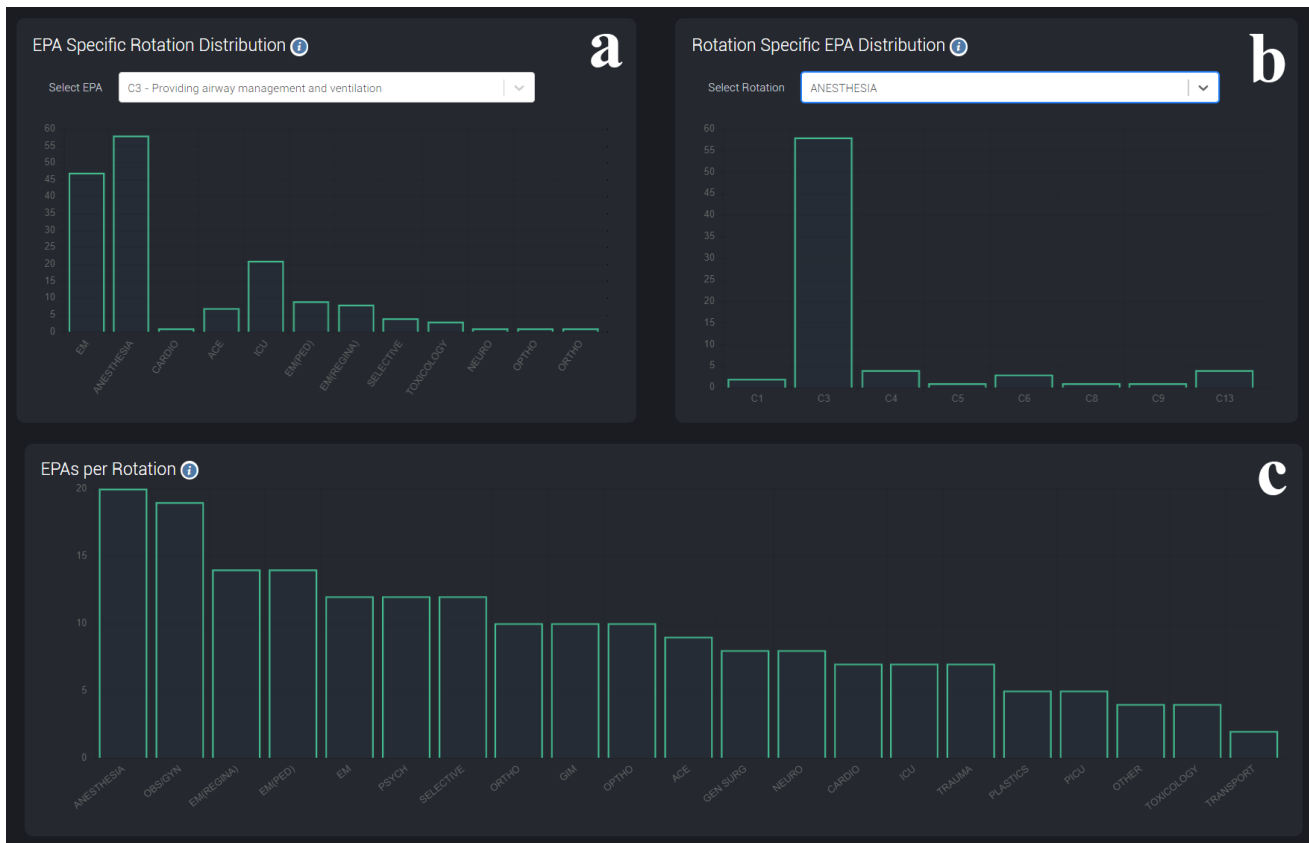 EPA Specific Rotation Distribution i
a
Select EPA C3 - Providing airway management and ventilation
60
55
50
45
40
35
30
25
20
15
10
5
0
EM ANESTHESIA CARDIO ACE ICU EM(PED) EM(REGINA) SELECTIVE TOXICOLOGY NEURO OPTHO ORTHO
Rotation Specific EPA Distribution i
b
Select Rotation ANESTHESIA
60
55
50
45
40
35
30
25
20
15
10
5
0
C1 C3 C4 C5 C6 C8 C9 C13
EPAs per Rotation i
c
20
15
10
5
0
ANESTHESIA OBS/GYN EM(REGINA) EM(PED) EM PSYCH SELECTIVE ORTHO GIM OPTHO ACE GEN SURG NEURO CARDIO ICU TRAUMA PLASTICS PICU OTHER TOXICOLOGY TRANSPORT